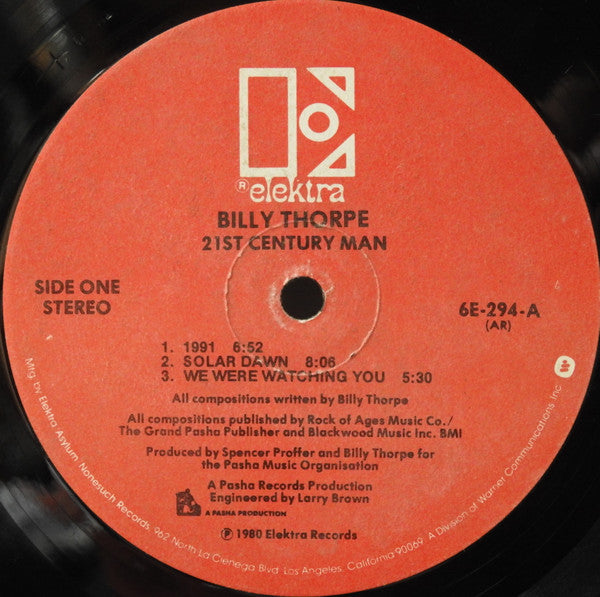 ® elektra
BILLY THORPE
21ST CENTURY MAN
SIDE ONE
STEREO
6E-294-A
(AR)
1. 1991 6:52
2. SOLAR DAWN 8:06
3. WE WERE WATCHING YOU 5:30
All compositions written by Billy Thorpe
All compositions published by Rock of Ages Music Co./
The Grand Pasha Publisher and Blackwood Music Inc. BMI
Produced by Spencer Proffer and Billy Thorpe for
the Pasha Music Organisation
A Pasha Records Production
Engineered by Larry Brown
A PASHA PRODUCTION
℗ 1980 Elektra Records
Mfg. by Elektra Asylum Nonesuch Records, 962 North La Cienega Blvd. Los Angeles, California 90069 A Division of Warner Communications Inc.